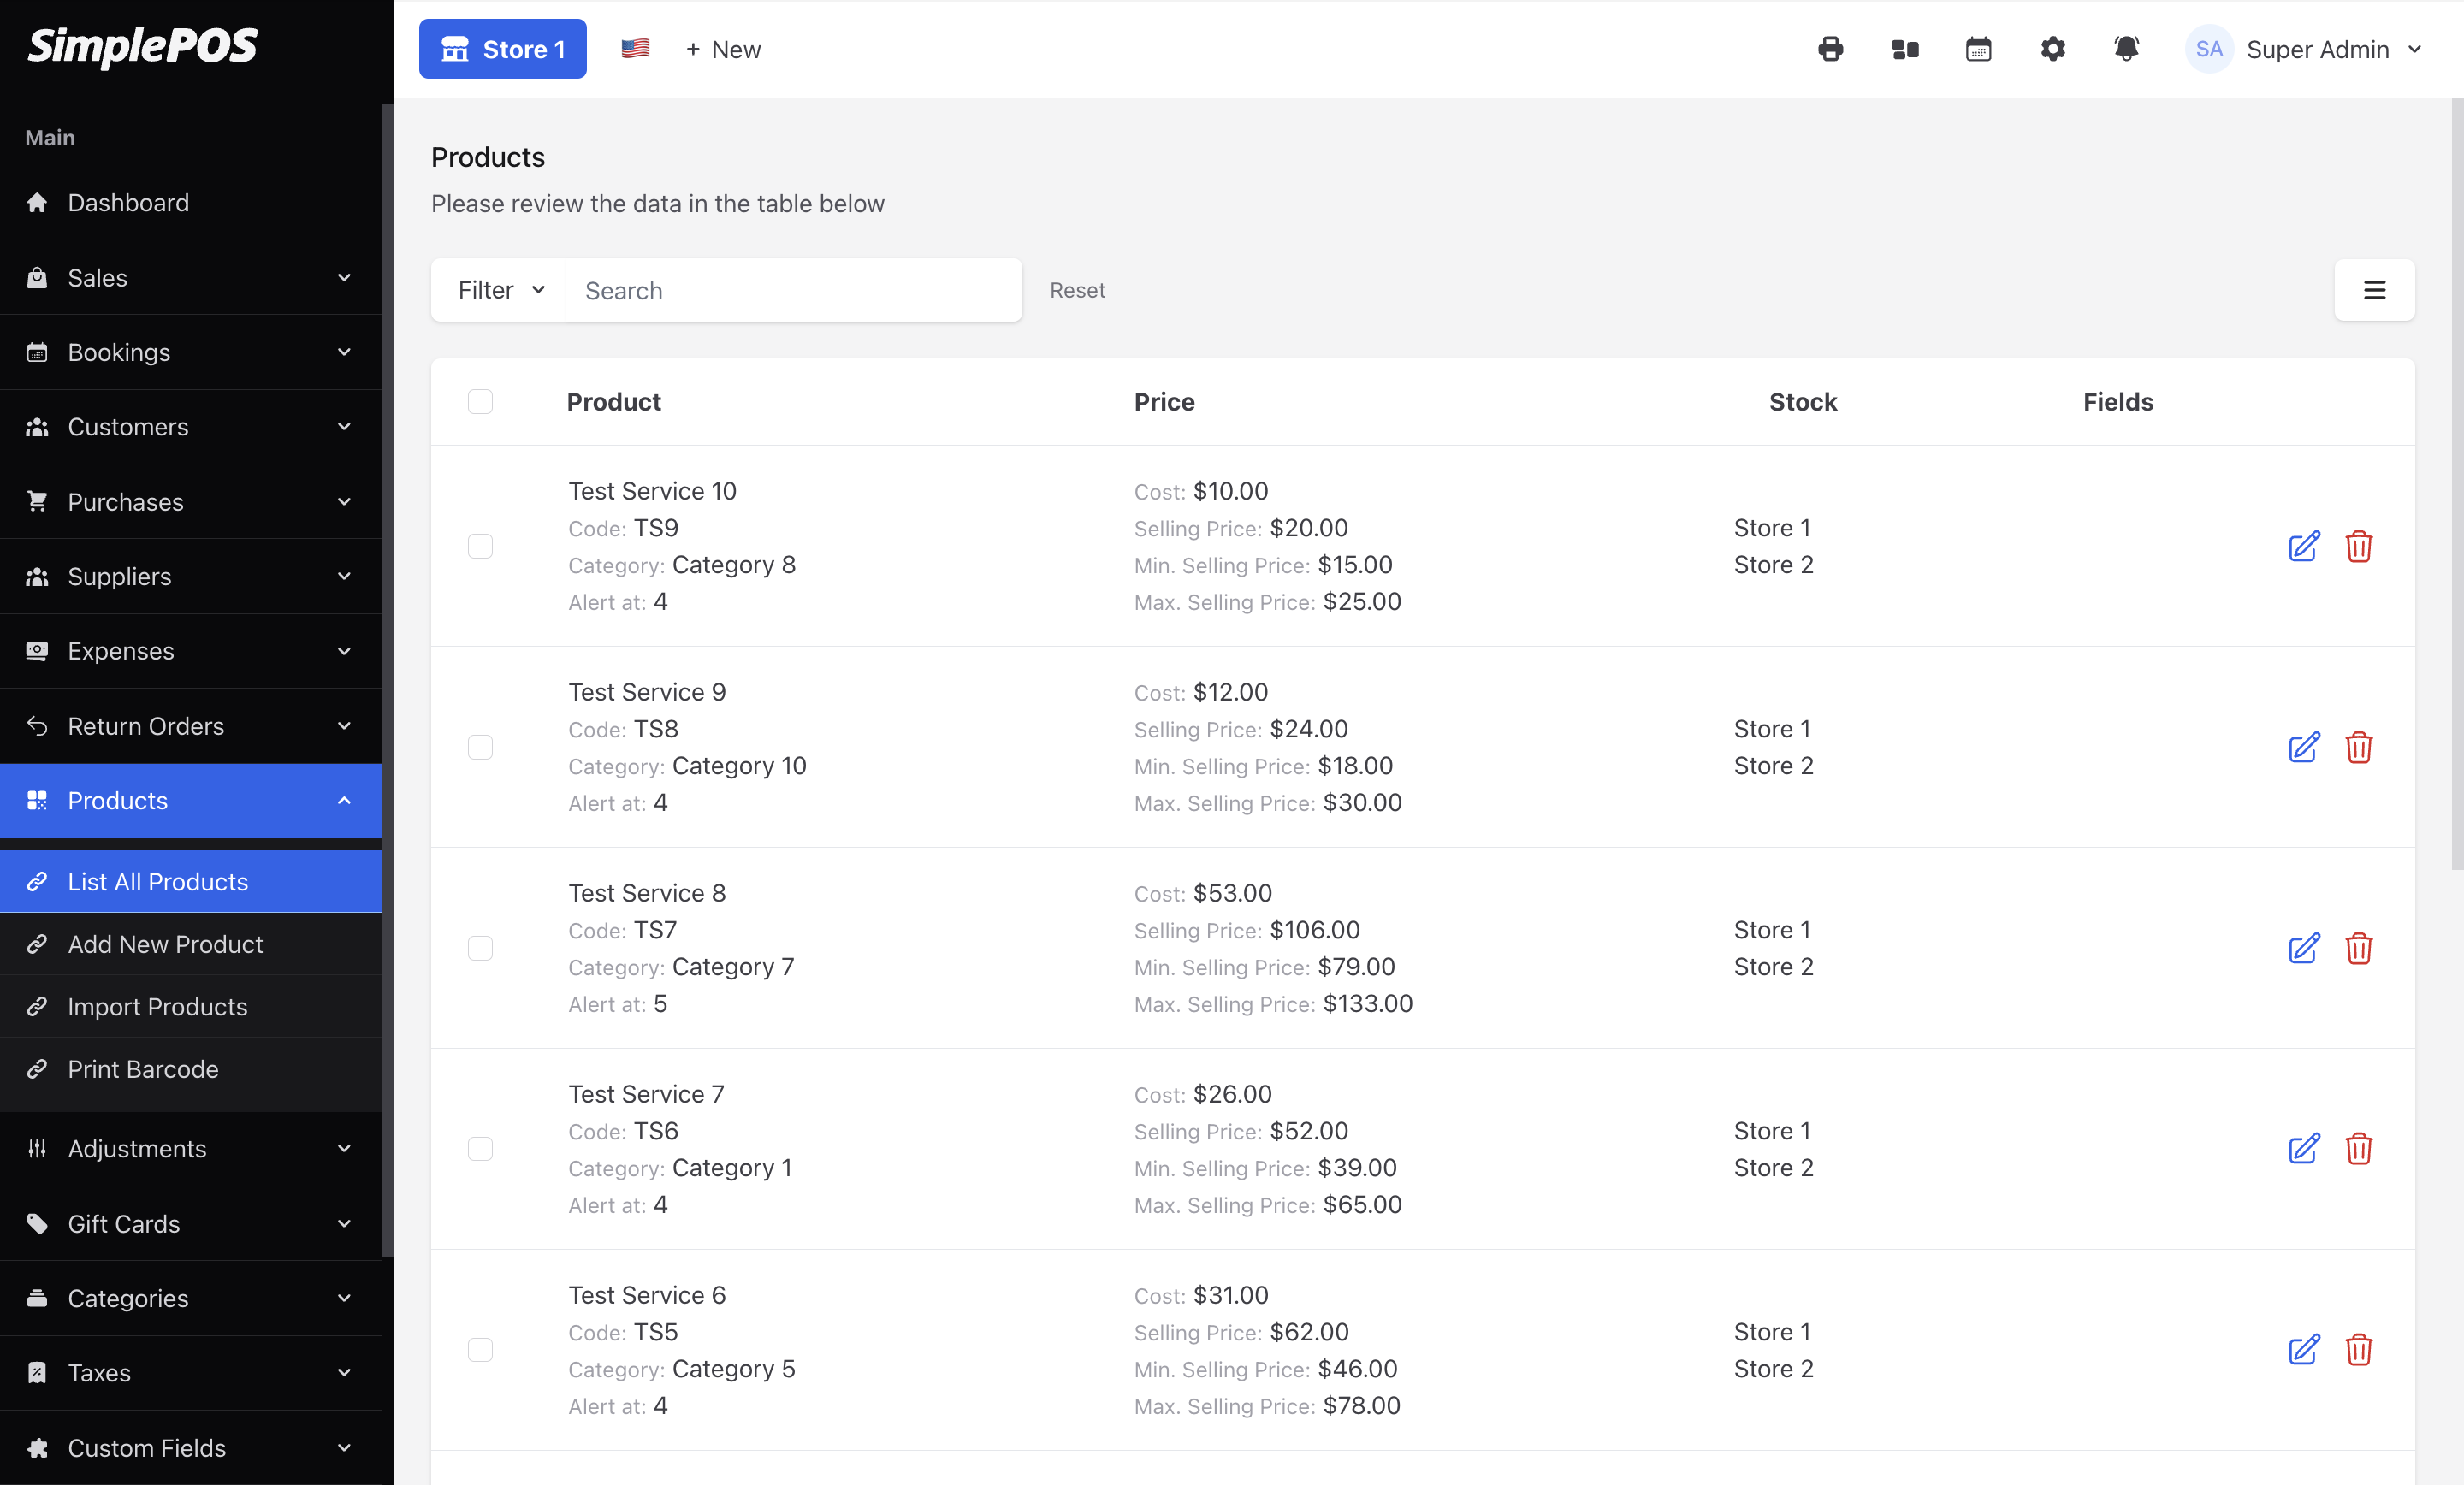 SimplePOS
Store 1
+ New
SA
Super Admin
Main
Dashboard
Sales
Bookings
Customers
Purchases
Suppliers
Expenses
Return Orders
Products
List All Products
Add New Product
Import Products
Print Barcode
Adjustments
Gift Cards
Categories
Taxes
Custom Fields
Products
Please review the data in the table below
Filter
Search
Reset
Product Price Stock Fields
Test Service 10
Code: TS9
Category: Category 8
Alert at: 4
Cost: $10.00
Selling Price: $20.00
Min. Selling Price: $15.00
Max. Selling Price: $25.00
Store 1
Store 2
Test Service 9
Code: TS8
Category: Category 10
Alert at: 4
Cost: $12.00
Selling Price: $24.00
Min. Selling Price: $18.00
Max. Selling Price: $30.00
Store 1
Store 2
Test Service 8
Code: TS7
Category: Category 7
Alert at: 5
Cost: $53.00
Selling Price: $106.00
Min. Selling Price: $79.00
Max. Selling Price: $133.00
Store 1
Store 2
Test Service 7
Code: TS6
Category: Category 1
Alert at: 4
Cost: $26.00
Selling Price: $52.00
Min. Selling Price: $39.00
Max. Selling Price: $65.00
Store 1
Store 2
Test Service 6
Code: TS5
Category: Category 5
Alert at: 4
Cost: $31.00
Selling Price: $62.00
Min. Selling Price: $46.00
Max. Selling Price: $78.00
Store 1
Store 2